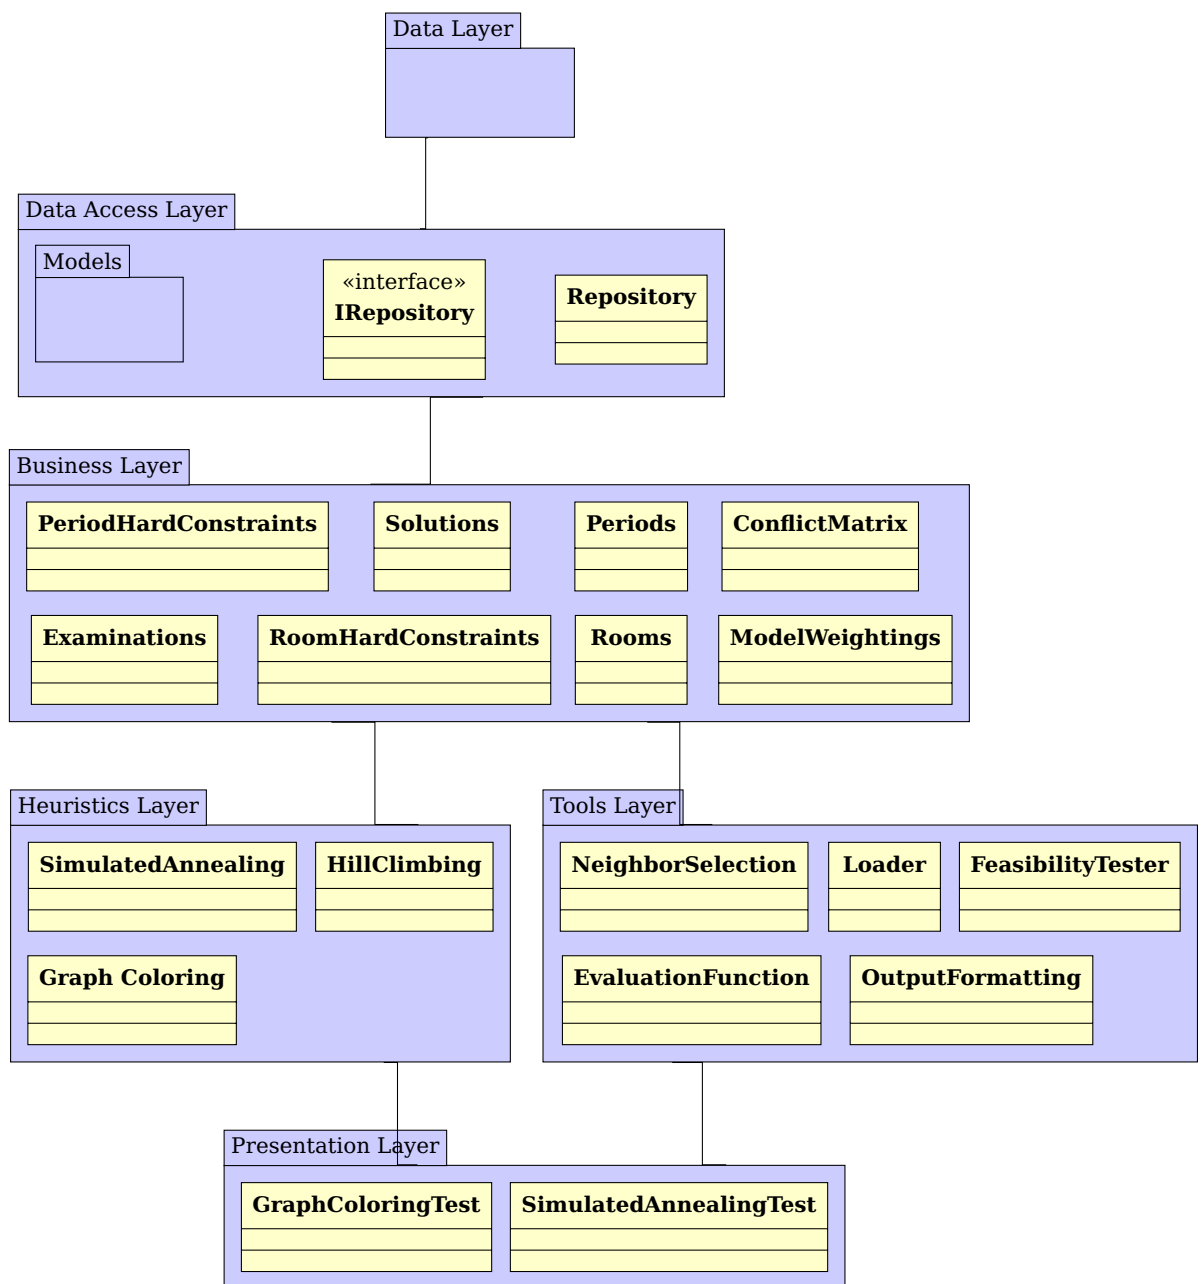 Data Layer
Data Access Layer
Models
«interface»
IRepository
Repository
Business Layer
PeriodHardConstraints
Solutions
Periods
ConflictMatrix
Examinations
RoomHardConstraints
Rooms
ModelWeightings
Heuristics Layer
SimulatedAnnealing
HillClimbing
Graph Coloring
Tools Layer
NeighborSelection
Loader
FeasibilityTester
EvaluationFunction
OutputFormatting
Presentation Layer
GraphColoringTest
SimulatedAnnealingTest